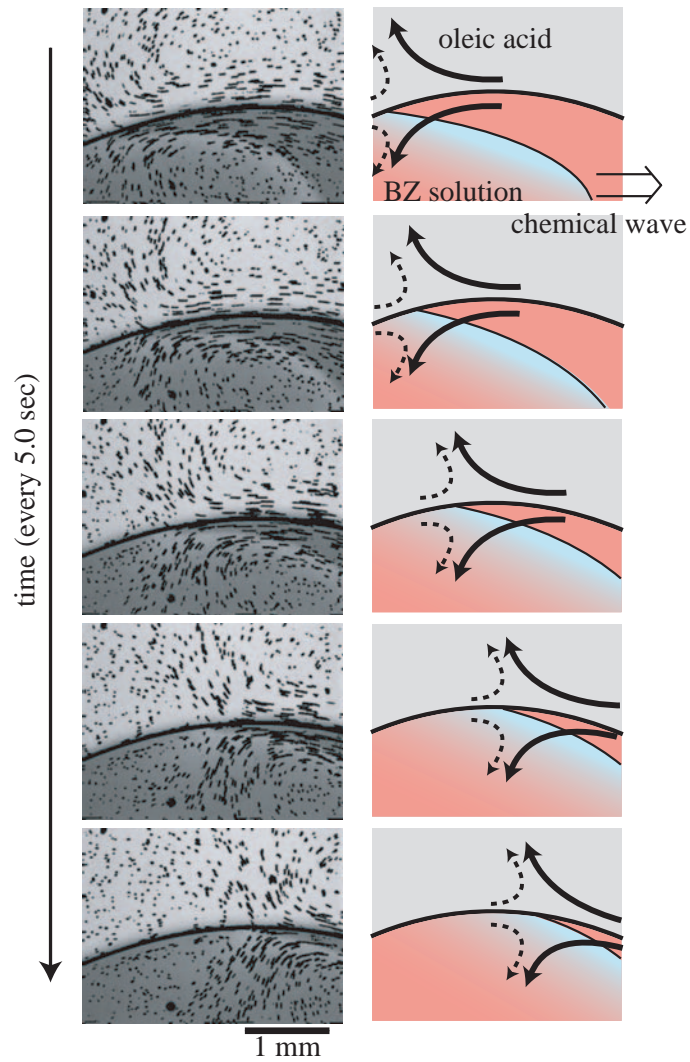 oleic acid
BZ solution
chemical wave
time (every 5.0 sec)
1 mm